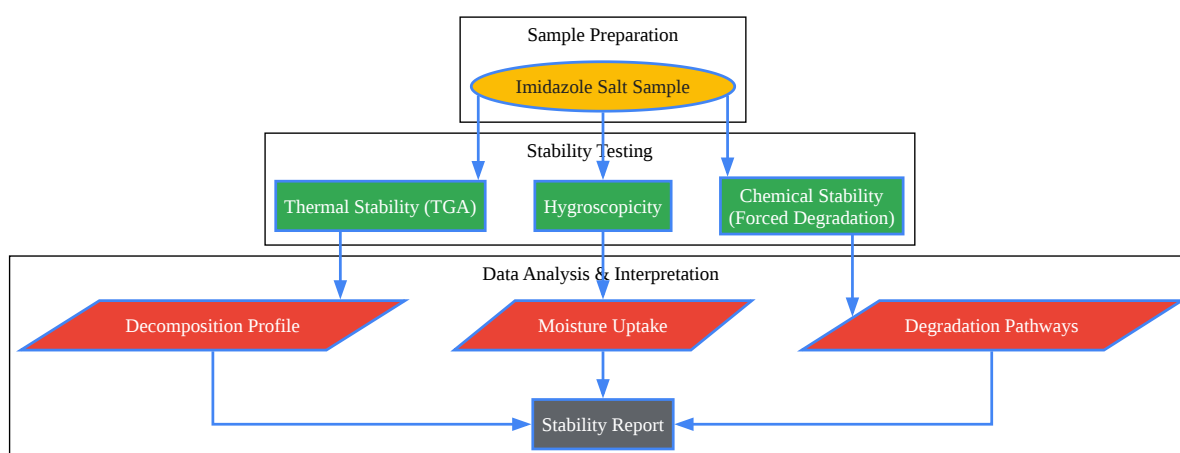 Sample Preparation
Imidazole Salt Sample
Stability Testing
Thermal Stability (TGA)
Hygroscopicity
Chemical Stability
(Forced Degradation)
Data Analysis & Interpretation
Decomposition Profile
Moisture Uptake
Degradation Pathways
Stability Report